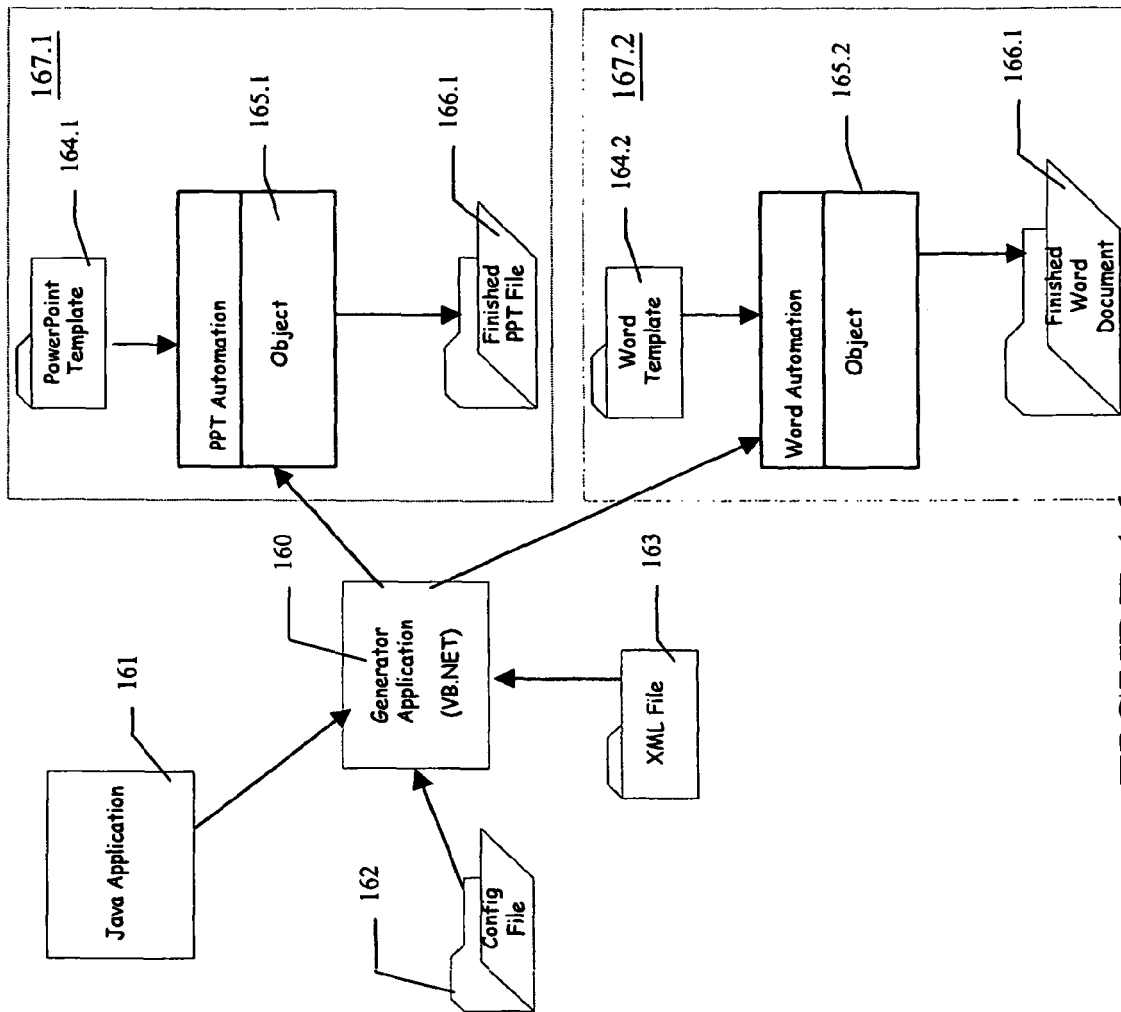 Java Application
161
Config
File
162
Generator
Application
(VB.NET)
160
XML File
163
167.1
PowerPoint
Template
164.1
PPT Automation
Object
165.1
Finished
PPT File
166.1
167.2
Word
Template
164.2
Word Automation
Object
165.2
Finished
Word
Document
166.1